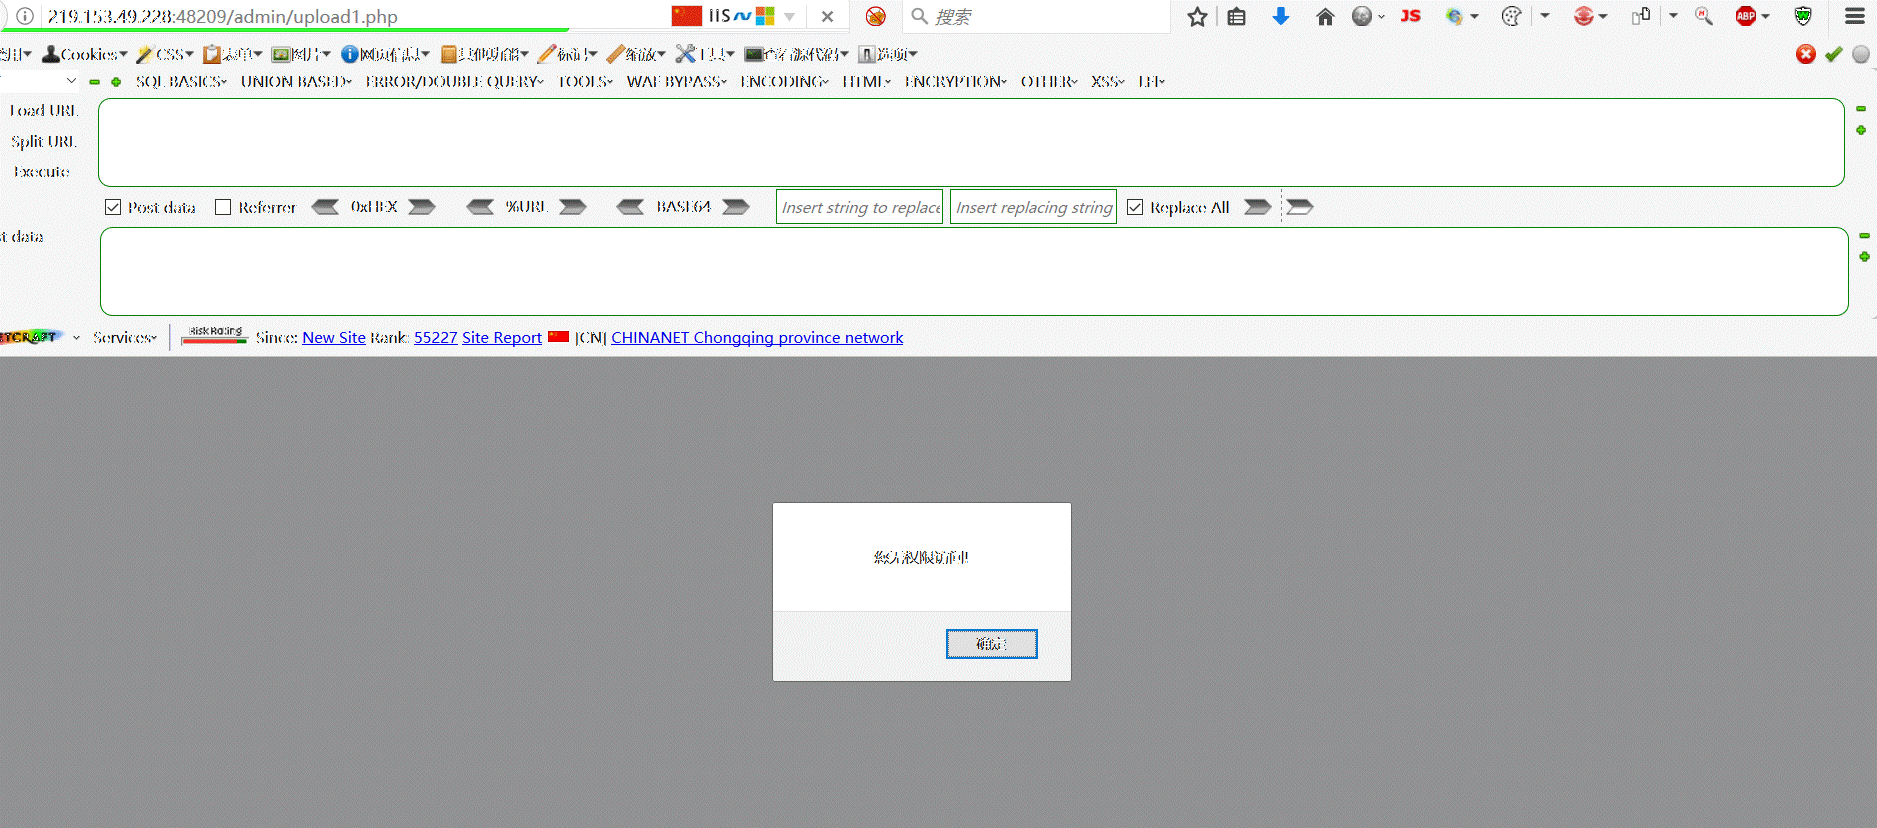 219.153.49.228:48209/admin/upload1.php
IIS
搜索
JS
ABP
Cookies CSS 表单 图片 网页信息 其他功能 标记 缩放 工具 查看源代码 选项
SQL BASICS UNION BASED ERROR/DOUBLE QUERY TOOLS WAF BYPASS ENCODING HTML ENCRYPTION OTHER XSS LFI
Load URL
Split URL
Execute
Post data Referrer 0xHEX %URL BASE64 Insert string to replace Insert replacing string Replace All
t data
Services Risk Rating Since: New Site Rank: 55227 Site Report [CN] CHINANET Chongqing province network
您无权限访问!
确定